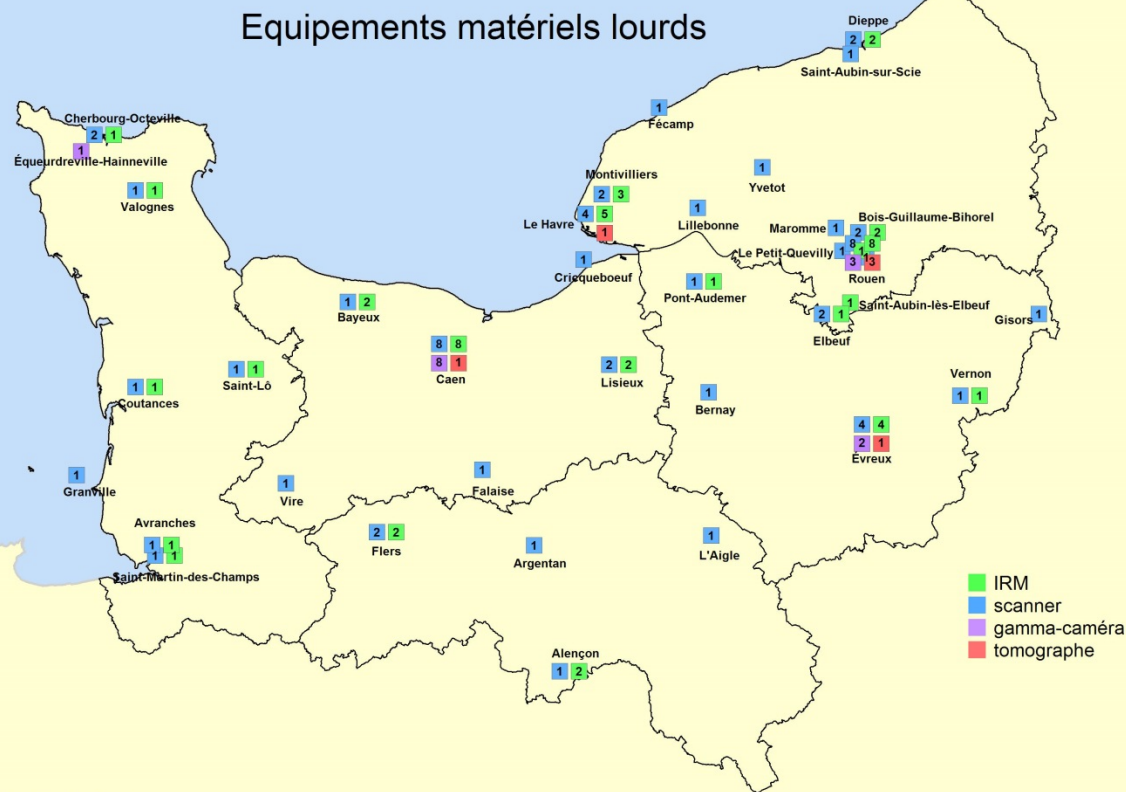 Equipements matériels lourds
Dieppe
2 2
1
Saint-Aubin-sur-Scie
1
Fécamp
Cherbourg-Octeville
2 1
1
Équeurdreville-Hainneville
1 1
Valognes
1
Yvetot
Montivilliers
2 3
Le Havre 4 5
1
1
Lillebonne
Bois-Guillaume-Bihorel
Maromme 1 2 2
8 8
Le Petit-Quevilly 1 1
3 3
Rouen
1
Cricqueboeuf
1 1
Pont-Audemer
1 2
Bayeux
1 Saint-Aubin-lès-Elbeuf
2 1
Elbeuf
Gisors 1
8 8
8 1
Caen
2 2
Lisieux
1 1
Saint-Lô
1 1
Coutances
Vernon
1 1
1
Bernay
4 4
2 1
Évreux
1
Granville
1
Vire
1
Falaise
Avranches
1 1
1 1
Saint-Martin-des-Champs
2 2
Flers
1
Argentan
1
L'Aigle
Alençon
1 2
IRM
scanner
gamma-caméra
tomographe